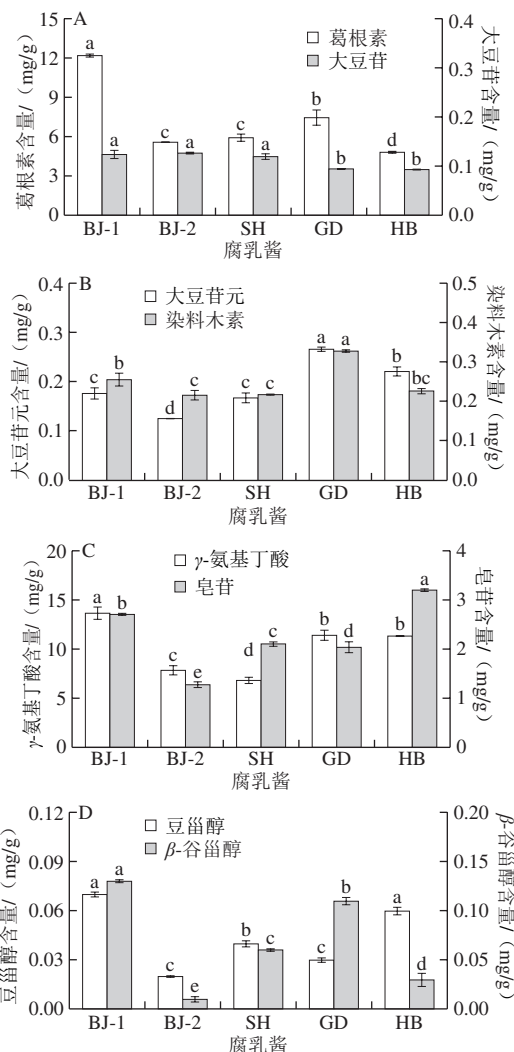 A
葛根素
大豆苷
葛根素含量/（mg/g）
大豆苷含量/（mg/g）
15
12
9
6
3
0
0.4
0.3
0.2
0.1
0.0
a
a
c
a
c
a
b
b
d
b
BJ-1 BJ-2 SH GD HB
腐乳酱
B
大豆苷元
染料木素
大豆苷元含量/（mg/g）
染料木素含量/（mg/g）
0.4
0.3
0.2
0.1
0.0
0.5
0.4
0.3
0.2
0.1
0.0
c
b
d
c
c
c
a
a
b
bc
BJ-1 BJ-2 SH GD HB
腐乳酱
C
γ-氨基丁酸
皂苷
γ-氨基丁酸含量/（mg/g）
皂苷含量/（mg/g）
20
15
10
5
0
4
3
2
1
0
a
b
c
e
d
c
b
d
b
a
BJ-1 BJ-2 SH GD HB
腐乳酱
D
豆甾醇
β-谷甾醇
豆甾醇含量/（mg/g）
β-谷甾醇含量/（mg/g）
0.12
0.09
0.06
0.03
0.00
0.20
0.15
0.10
0.05
0.00
a
a
c
e
b
c
c
b
a
d
BJ-1 BJ-2 SH GD HB
腐乳酱